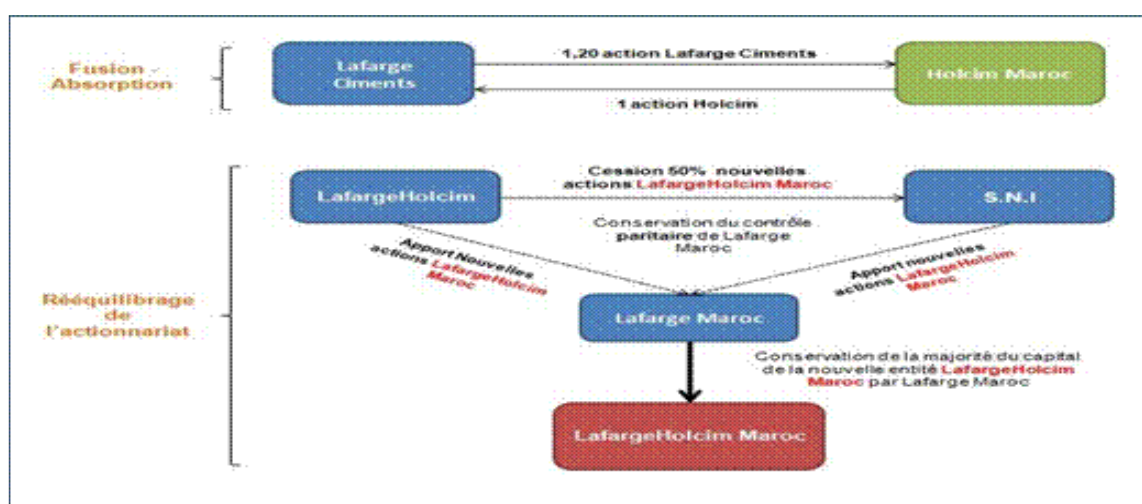 Fusion -
Absorption
Lafarge
Ciments
1,20 action Lafarge Ciments
1 action Holcim
Holcim Maroc
Rééquilibrage
de
l'actionnariat
LafargeHolcim
Cession 50% nouvelles
actions LafargeHolcim Maroc
S.N.I
Conservation du contrôle
paritaire de Lafarge
Maroc
Apport Nouvelles
actions LafargeHolcim
Maroc
Apport nouvelles
actions LafargeHolcim
Maroc
Lafarge Maroc
Conservation de la majorité du capital
de la nouvelle entité LafargeHolcim
Maroc par Lafarge Maroc
LafargeHolcim Maroc